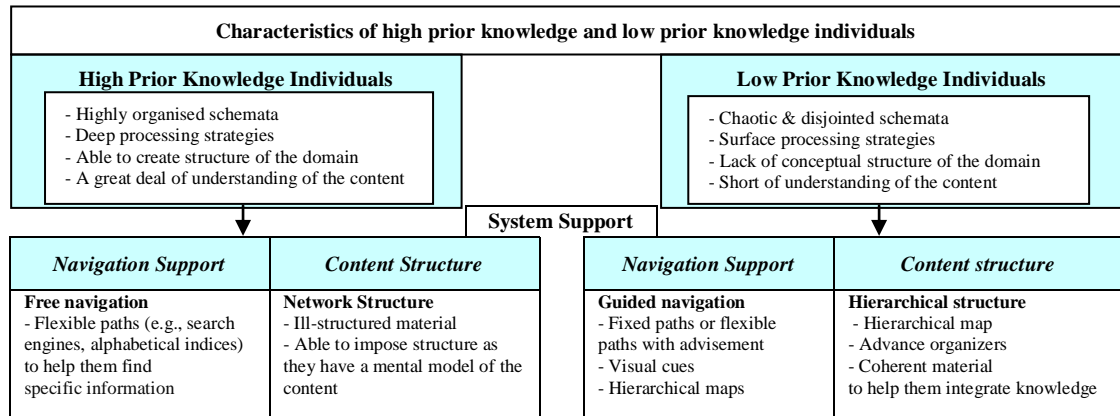 Characteristics of high prior knowledge and low prior knowledge individuals
High Prior Knowledge Individuals
- Highly organised schemata
- Deep processing strategies
- Able to create structure of the domain
- A great deal of understanding of the content
Low Prior Knowledge Individuals
- Chaotic & disjointed schemata
- Surface processing strategies
- Lack of conceptual structure of the domain
- Short of understanding of the content
System Support
Navigation Support
Free navigation
- Flexible paths (e.g., search
engines, alphabetical indices)
to help them find
specific information
Content Structure
Network Structure
- Ill-structured material
- Able to impose structure as
they have a mental model of the
content
Navigation Support
Guided navigation
- Fixed paths or flexible
paths with advisement
- Visual cues
- Hierarchical maps
Content structure
Hierarchical structure
- Hierarchical map
- Advance organizers
- Coherent material
to help them integrate knowledge